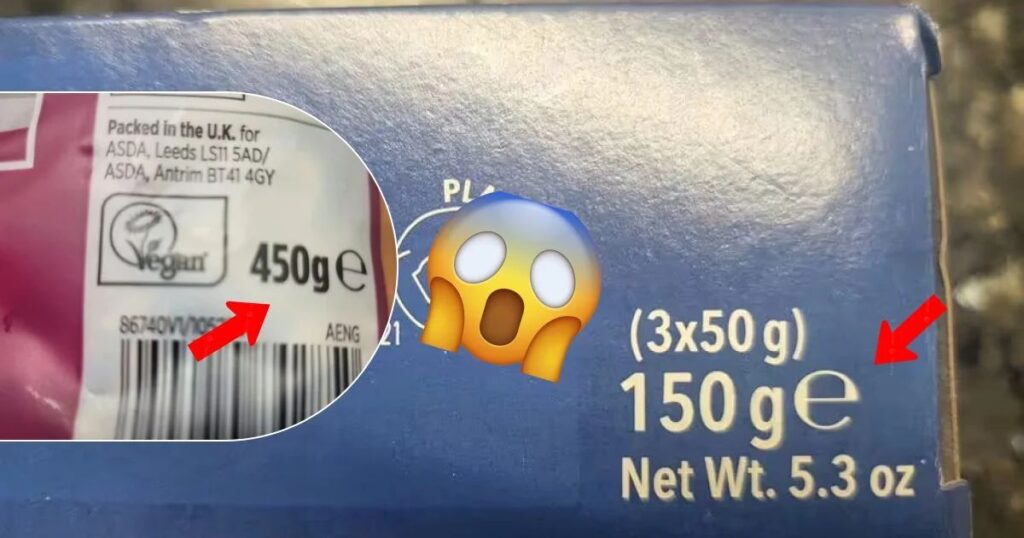 Packed in the U.K. for
ASDA, Leeds LS11 5AD/
ASDA, Antrim BT41 4GY
Vegan
450g ℮
AENG
21
(3x50 g)
150 g ℮
Net Wt. 5.3 oz